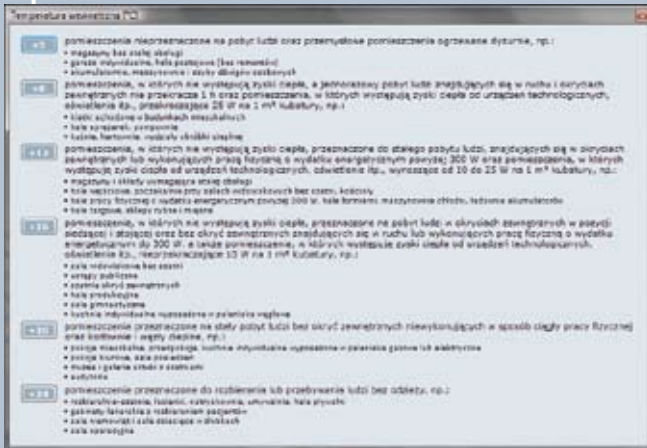 Temperatura wewnętrzna [°C]
+5
pomieszczenia nieprzeznaczone na pobyt ludzi oraz przemysłowe pomieszczenie ogrzewane dyżurnie, np.:
• magazyny bez stałej obsługi
• garaże indywidualne, hale postojowe (bez remontów)
• akumulatornie, maszynownie i szyby dźwigów osobowych
+8
pomieszczenia, w których nie występują zyski ciepła, a jednorazowy pobyt ludzi znajdujących się w ruchu i okryciach
zewnętrznych nie przekracza 1 h oraz pomieszczenia, w których występują zyski ciepła od urządzeń technologicznych,
oświetlenia itp., przekraczające 25 W na 1 m³ kubatury, np.:
• klatki schodowe w budynkach mieszkalnych
• hale sprężarek, pompownie
• kuźnie, hartownie, wydziały obróbki cieplnej
+12
pomieszczenia, w których nie występują zyski ciepła, przeznaczone do stałego pobytu ludzi, znajdujących się w okryciach
zewnętrznych lub wykonujących pracę fizyczną o wydatku energetycznym powyżej 300 W oraz pomieszczenia, w których
występują zyski ciepła od urządzeń technologicznych, oświetlenia itp., wynoszące od 10 do 25 W na 1 m³ kubatury, np.:
• magazyny i składy wymagające stałej obsługi
• hale wejściowe, poczekalnie przy salach widowiskowych bez szatni, kościoły
• hale pracy fizycznej o wydatku energetycznym powyżej 300 W, hale formierni, maszynownie chłodni, ładownie akumulatorów
• hale targowe, sklepy rybne i mięsne
+16
pomieszczenia, w których nie występują zyski ciepła, przeznaczone na pobyt ludzi w okryciach zewnętrznych w pozycji
siedzącej i stojącej oraz bez okryć zewnętrznych znajdujących się w ruchu lub wykonujących pracę fizyczną o wydatku
energetycznym do 300 W, a także pomieszczenia, w których występuje zyski ciepła od urządzeń technologicznych,
oświetlenia itp., nieprzekraczające 10 W na 1 m³ kubatury, np.:
• sale widowiskowe bez szatni
• ustępy publiczne
• szatnie okryć zewnętrznych
• hale produkcyjne
• sale gimnastyczne
• kuchnie indywidualne wyposażone w paleniska węglowe
+20
pomieszczenie przeznaczone na stały pobyt ludzi bez okryć zewnętrznych niewykonujących w sposób ciągły pracy fizycznej
oraz kotłownie i węzły cieplne, np.:
• pokoje mieszkalne, przedpokoje, kuchnie indywidualne wyposażone w paleniska gazowe lub elektryczne
• pokoje biurowe, sale posiedzeń
• muzea i galerie sztuki z szatniami
• audytoria
+24
pomieszczenie przeznaczone do rozbierania lub przebywania ludzi bez odzieży, np.:
• rozbieralnie-szatnie, łazienki, natryskownie, umywalnie, hale pływalni
• gabinety lekarskie z rozbieraniem pacjentów
• sale niemowląt i sale dziecięce w żłobkach
• sale operacyjne